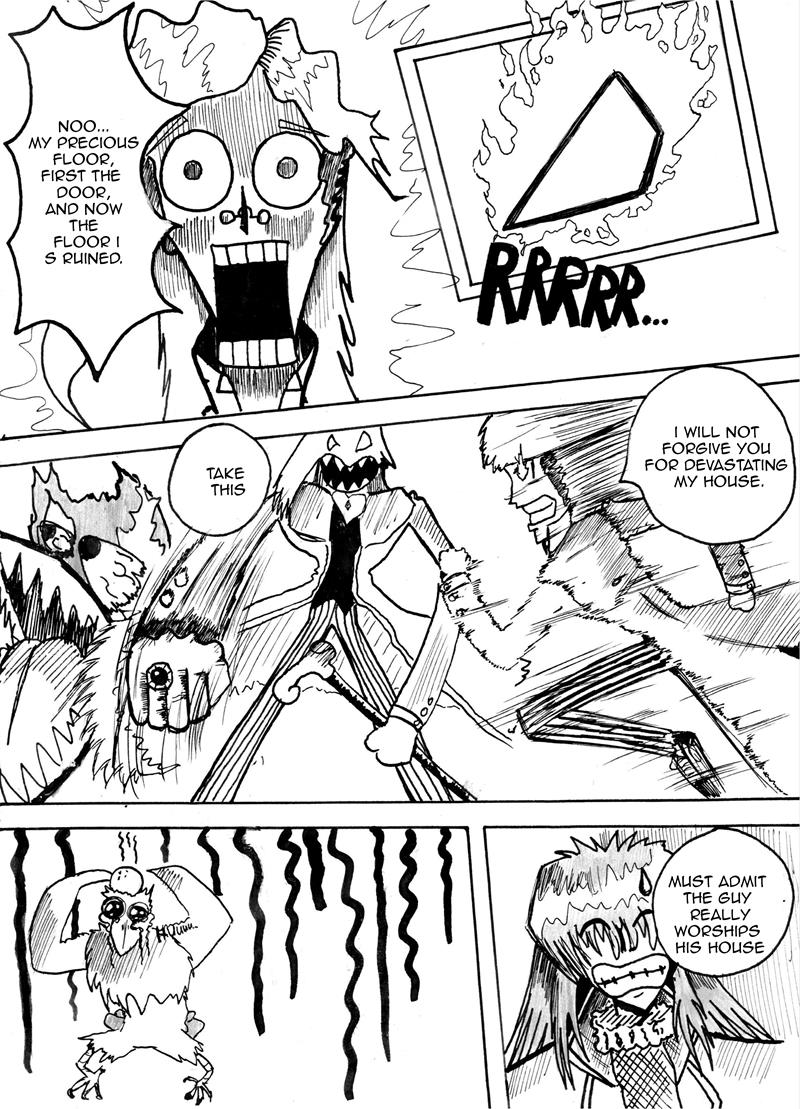 NOO...
MY PRECIOUS
FLOOR,
FIRST THE
DOOR,
AND NOW
THE
FLOOR I
S RUINED.
RRRRR...
TAKE
THIS
I WILL NOT
FORGIVE YOU
FOR DEVASTATING
MY HOUSE.
MUST ADMIT
THE GUY
REALLY
WORSHIPS
HIS HOUSE